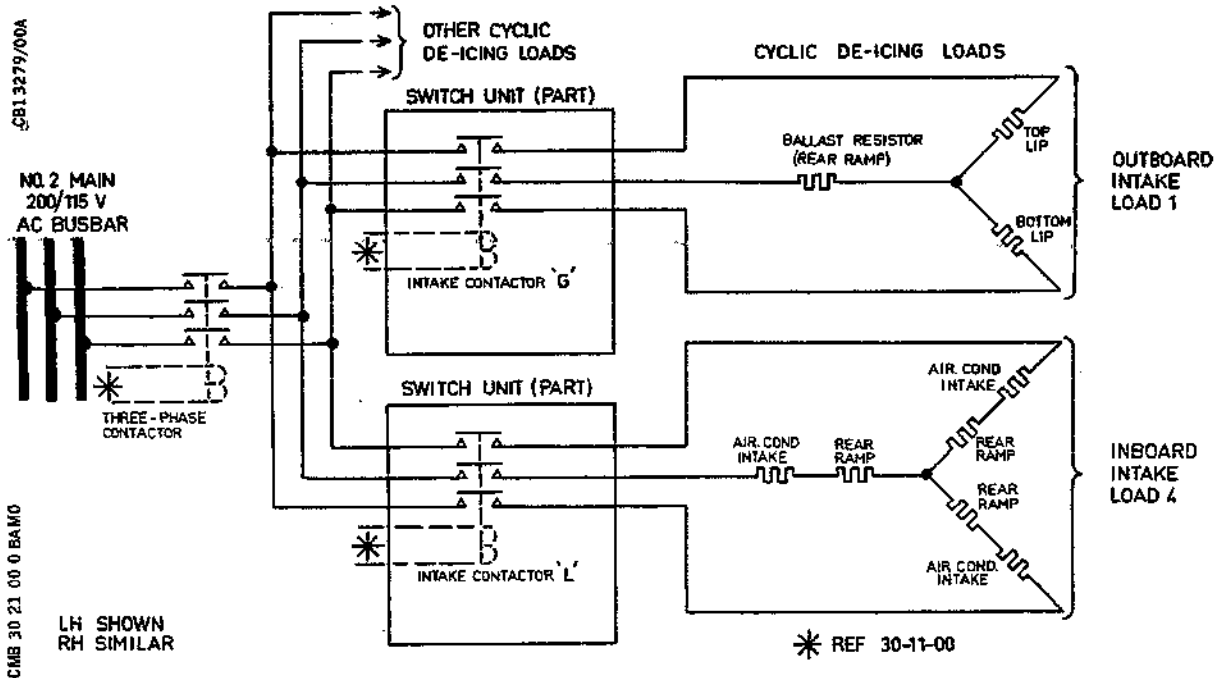 CB13279/00A
OTHER CYCLIC
DE-ICING LOADS
CYCLIC DE-ICING LOADS
SWITCH UNIT (PART)
BALLAST RESISTOR
(REAR RAMP)
TOP
LIP
BOTTOM
LIP
OUTBOARD
INTAKE
LOAD 1
NO. 2 MAIN
200/115 V
AC BUSBAR
INTAKE CONTACTOR 'G'
THREE-PHASE
CONTACTOR
SWITCH UNIT (PART)
AIR. COND
INTAKE
REAR
RAMP
AIR. COND
INTAKE
REAR
RAMP
REAR
RAMP
AIR. COND.
INTAKE
INBOARD
INTAKE
LOAD 4
INTAKE CONTACTOR 'L'
CMB 30 21 00 0 BAM0
LH SHOWN
RH SIMILAR
REF 30-11-00